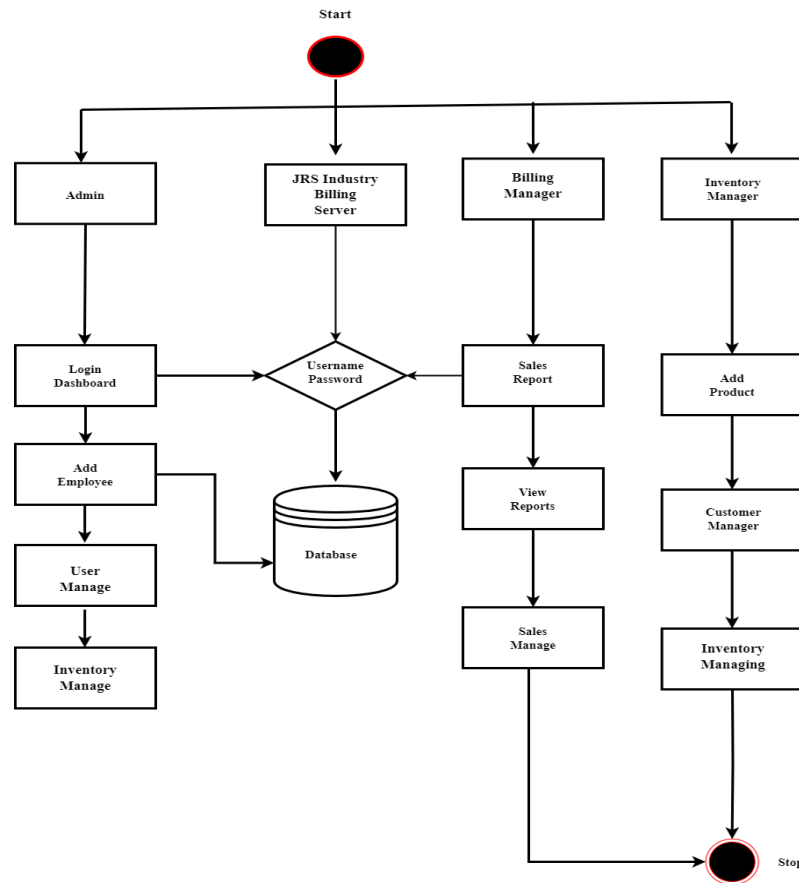 Start
Admin
JRS Industry
Billing
Server
Billing
Manager
Inventory
Manager
Login
Dashboard
Username
Password
Sales
Report
Add
Product
Add
Employee
View
Reports
Customer
Manager
Database
User
Manage
Sales
Manage
Inventory
Managing
Inventory
Manage
Stop